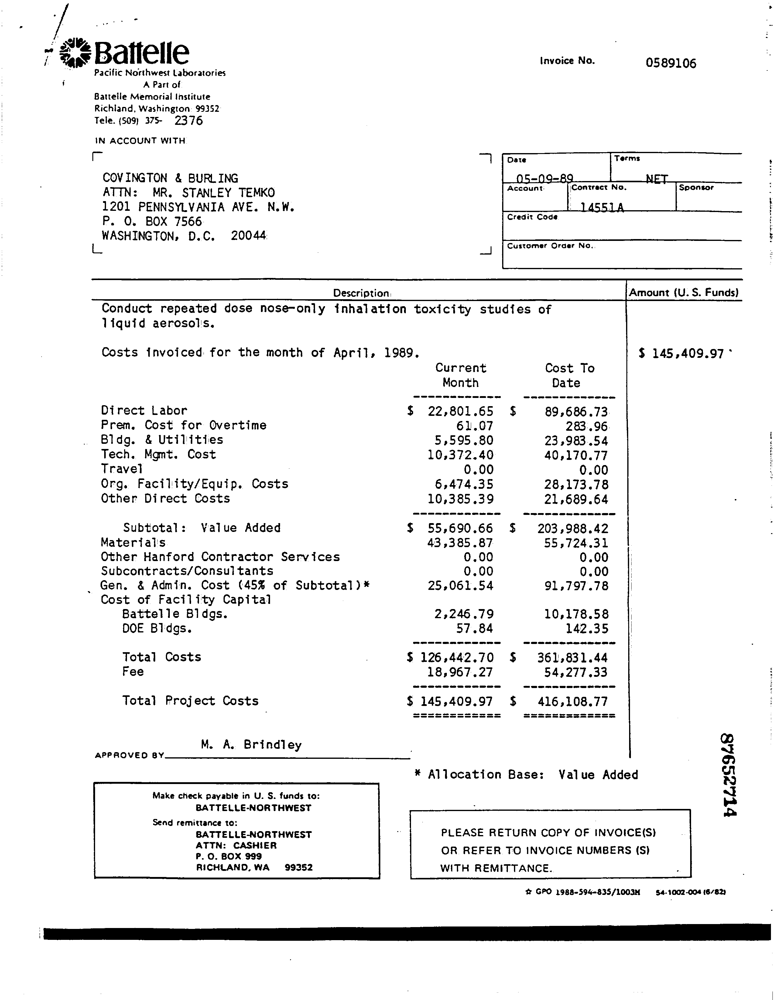 Battelle
Pacific Northwest Laboratories
A Part of
Battelle Memorial Institute
Richland, Washington 99352
Tele. (509) 375- 2376
Invoice No. 0589106
IN ACCOUNT WITH
COVINGTON & BURLING
ATTN: MR. STANLEY TEMKO
1201 PENNSYLVANIA AVE. N.W.
P. O. BOX 7566
WASHINGTON, D.C. 20044
Date Terms
05-09-89 NET
Account Contract No. Sponsor
14551A
Credit Code
Customer Order No.
Description Amount (U. S. Funds)
Conduct repeated dose nose-only inhalation toxicity studies of
liquid aerosols.
Costs invoiced for the month of April, 1989. $ 145,409.97
Current Cost To
Month Date
------------ -------------
Direct Labor $ 22,801.65 $ 89,686.73
Prem. Cost for Overtime 61.07 283.96
Bldg. & Utilities 5,595.80 23,983.54
Tech. Mgmt. Cost 10,372.40 40,170.77
Travel 0.00 0.00
Org. Facility/Equip. Costs 6,474.35 28,173.78
Other Direct Costs 10,385.39 21,689.64
------------ -------------
Subtotal: Value Added $ 55,690.66 $ 203,988.42
Materials 43,385.87 55,724.31
Other Hanford Contractor Services 0.00 0.00
Subcontracts/Consultants 0.00 0.00
Gen. & Admin. Cost (45% of Subtotal)* 25,061.54 91,797.78
Cost of Facility Capital
Battelle Bldgs. 2,246.79 10,178.58
DOE Bldgs. 57.84 142.35
------------ -------------
Total Costs $ 126,442.70 $ 361,831.44
Fee 18,967.27 54,277.33
------------ -------------
Total Project Costs $ 145,409.97 $ 416,108.77
============ =============
APPROVED BY M. A. Brindley
* Allocation Base: Value Added
Make check payable in U. S. funds to:
BATTELLE-NORTHWEST
Send remittance to:
BATTELLE-NORTHWEST
ATTN: CASHIER
P. O. BOX 999
RICHLAND, WA 99352
PLEASE RETURN COPY OF INVOICE(S)
OR REFER TO INVOICE NUMBERS (S)
WITH REMITTANCE.
☆ GPO 1988-594-835/1003H 54-1002-004 (6/82)
87652714